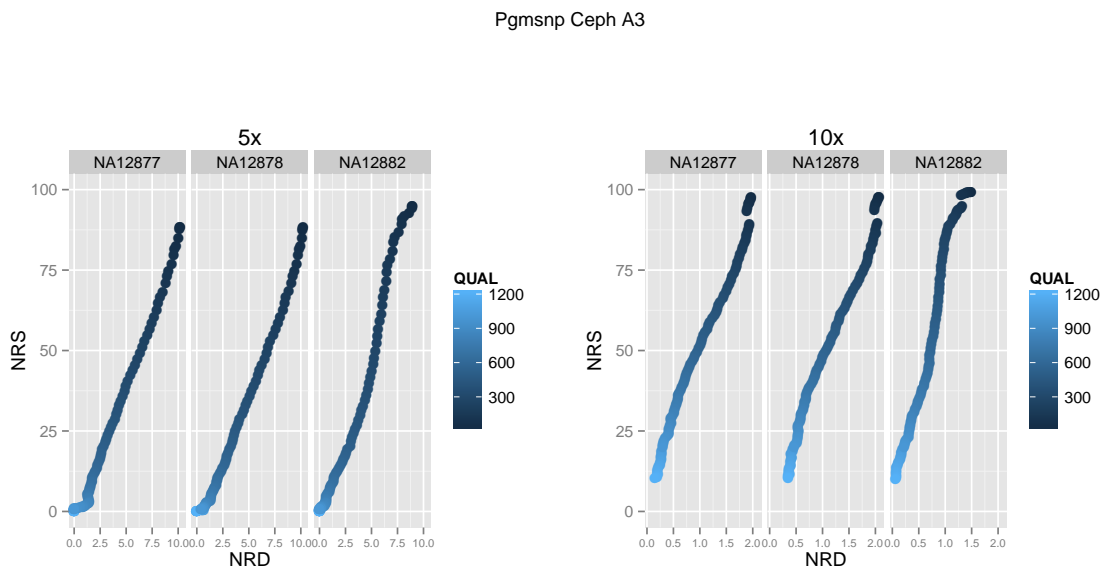 Pgmsnp Ceph A3
5x
NA12877 NA12878 NA12882
100
75
50
25
0
NRS
0.0 2.5 5.0 7.5 10.0 0.0 2.5 5.0 7.5 10.0 0.0 2.5 5.0 7.5 10.0
NRD
QUAL
1200
900
600
300
10x
NA12877 NA12878 NA12882
100
75
50
25
0
NRS
0.0 0.5 1.0 1.5 2.0 0.0 0.5 1.0 1.5 2.0 0.0 0.5 1.0 1.5 2.0
NRD
QUAL
1200
900
600
300